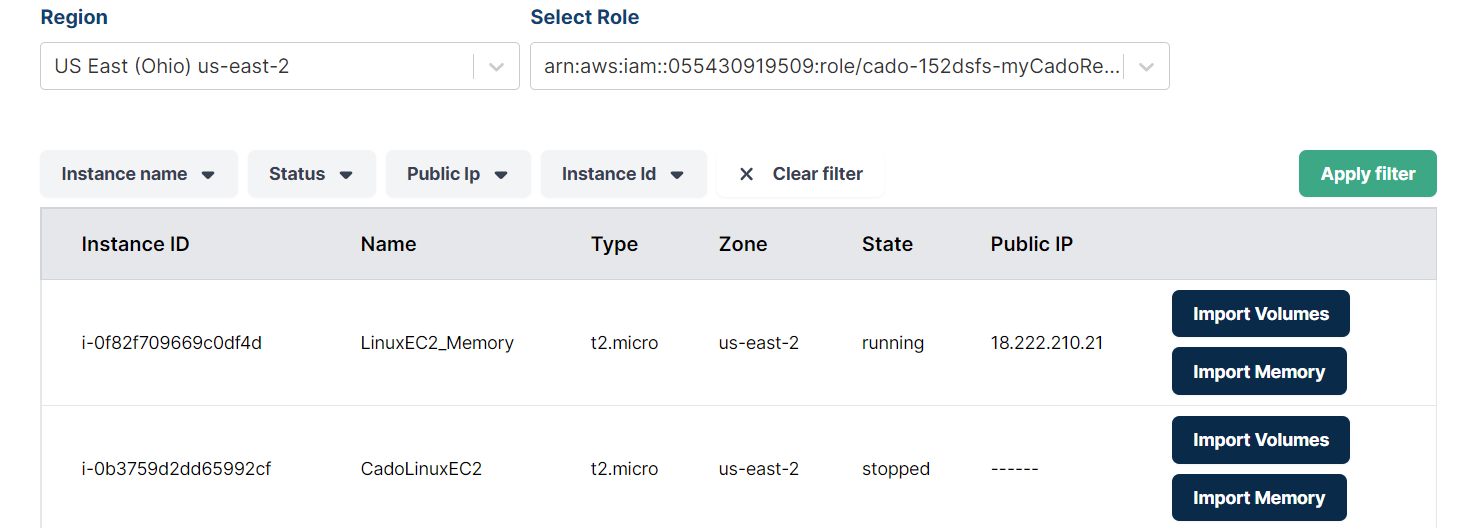 Region Select Role
US East (Ohio) us-east-2 arn:aws:iam::055430919509:role/cado-152dsfs-myCadoRe...
Instance name Status Public Ip Instance Id Clear filter Apply filter
Instance ID Name Type Zone State Public IP
Import Volumes
i-0f82f709669c0df4d LinuxEC2_Memory t2.micro us-east-2 running 18.222.210.21
Import Memory
Import Volumes
i-0b3759d2dd65992cf CadoLinuxEC2 t2.micro us-east-2 stopped ------
Import Memory